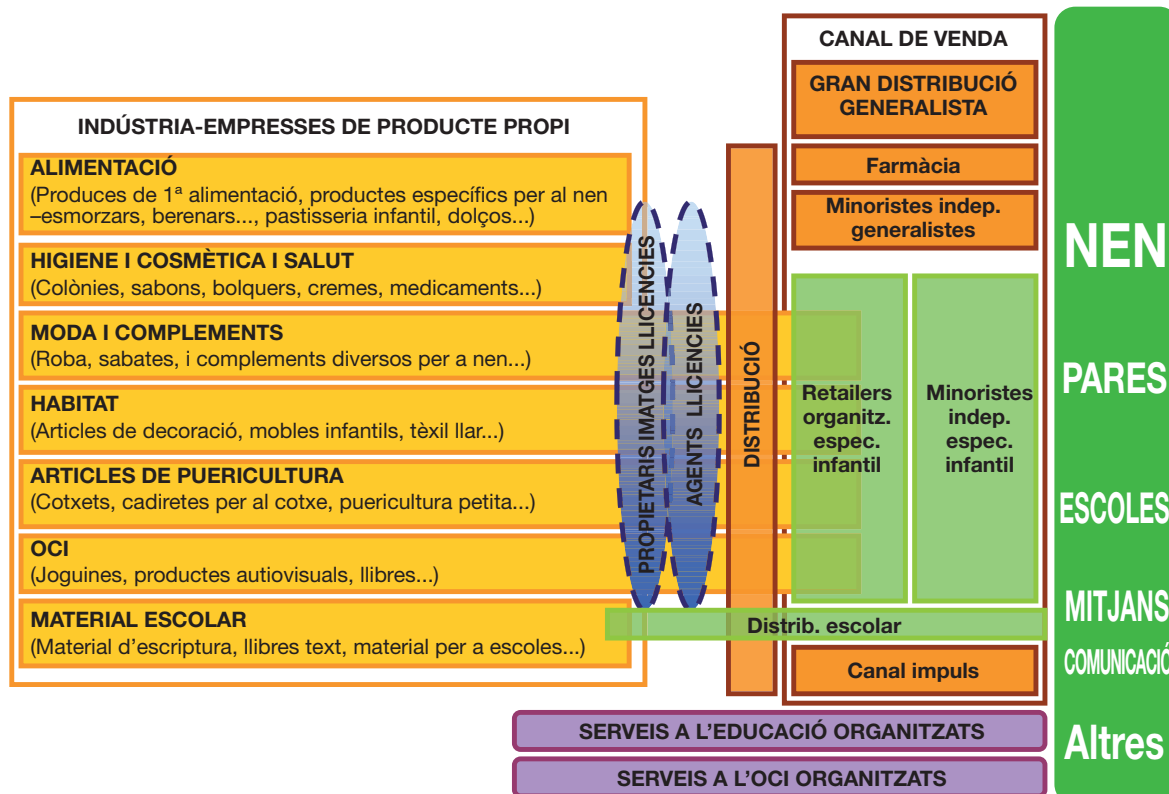 INDÚSTRIA-EMPRESSES DE PRODUCTE PROPI
ALIMENTACIÓ
(Produces de 1ª alimentació, productes específics per al nen
–esmorzars, berenars..., pastisseria infantil, dolços...)
HIGIENE I COSMÈTICA I SALUT
(Colònies, sabons, bolquers, cremes, medicaments...)
MODA I COMPLEMENTS
(Roba, sabates, i complements diversos per a nen...)
HABITAT
(Articles de decoració, mobles infantils, tèxil llar...)
ARTICLES DE PUERICULTURA
(Cotxets, cadiretes per al cotxe, puericultura petita...)
OCI
(Joguines, productes autiovisuals, llibres...)
MATERIAL ESCOLAR
(Material d’escriptura, llibres text, material per a escoles...)
PROPIETARIS IMATGES LLICENCIES
AGENTS LLICENCIES
DISTRIBUCIÓ
CANAL DE VENDA
GRAN DISTRIBUCIÓ
GENERALISTA
Farmàcia
Minoristes indep.
generalistes
Retailers
organitz.
espec.
infantil
Minoristes
indep.
espec.
infantil
Distrib. escolar
Canal impuls
SERVEIS A L’EDUCACIÓ ORGANITZATS
SERVEIS A L’OCI ORGANITZATS
NEN
PARES
ESCOLES
MITJANS
COMUNICACIÓ
Altres